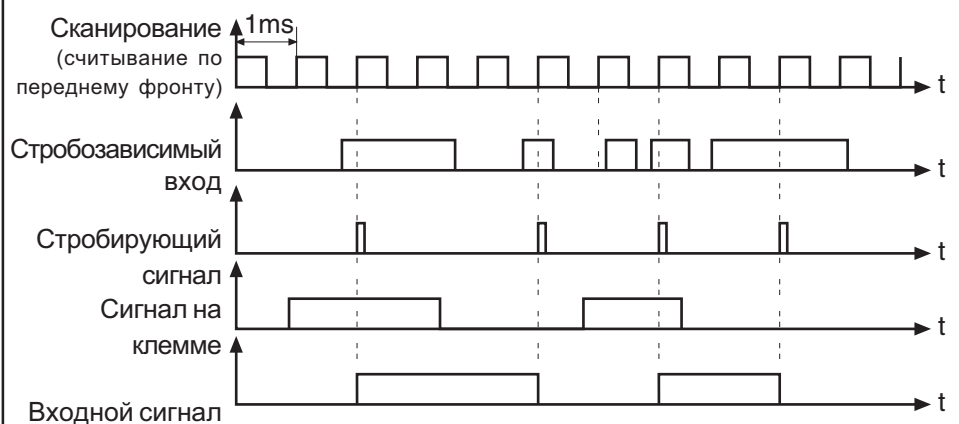 Сканирование
(считывание по
переднему фронту)
1ms
t
Стробозависимый
вход
t
Стробирующий
сигнал
t
Сигнал на
клемме
t
Входной сигнал
t